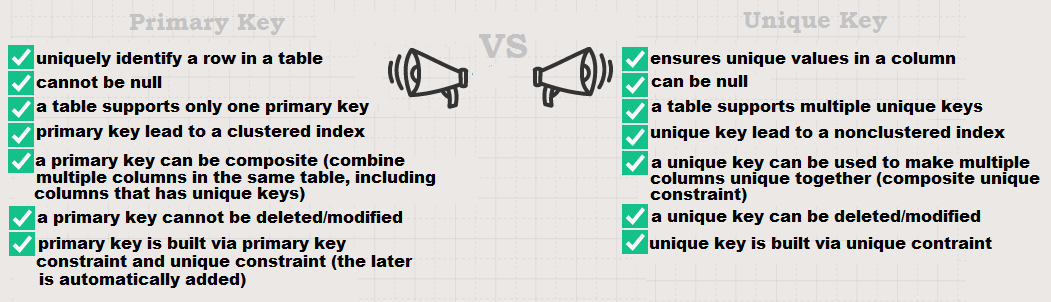 Primary Key
VS
Unique Key
uniquely identify a row in a table
cannot be null
a table supports only one primary key
primary key lead to a clustered index
a primary key can be composite (combine
multiple columns in the same table, including
columns that has unique keys)
a primary key cannot be deleted/modified
primary key is built via primary key
constraint and unique constraint (the later
is automatically added)
ensures unique values in a column
can be null
a table supports multiple unique keys
unique key lead to a nonclustered index
a unique key can be used to make multiple
columns unique together (composite unique
constraint)
a unique key can be deleted/modified
unique key is built via unique contraint